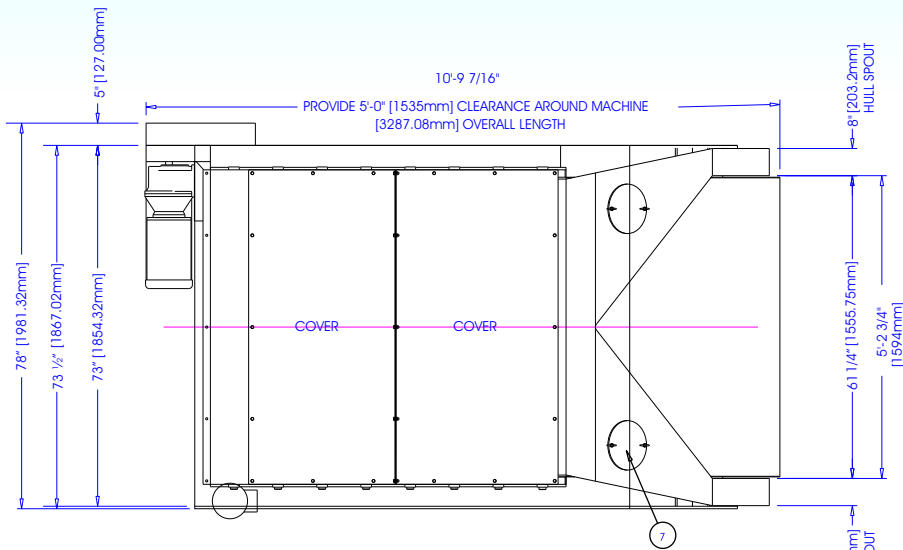 10'-9 7/16"
PROVIDE 5'-0" [1535mm] CLEARANCE AROUND MACHINE
[3287.08mm] OVERALL LENGTH
5" [127.00mm]
8" [203.2mm]
HULL SPOUT
78" [1981.32mm]
73 ½" [1867.02mm]
73" [1854.32mm]
COVER
COVER
61 1/4" [1555.75mm]
5'-2 3/4"
[1594mm]
7